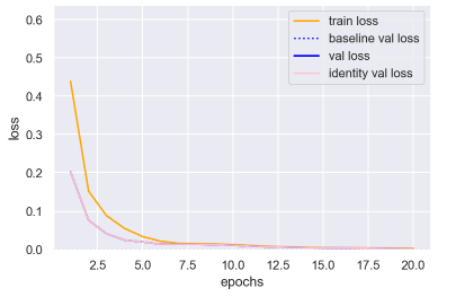 0.6
0.5
0.4
0.3
0.2
0.1
0.0
loss
train loss
baseline val loss
val loss
identity val loss
2.5 5.0 7.5 10.0 12.5 15.0 17.5 20.0
epochs